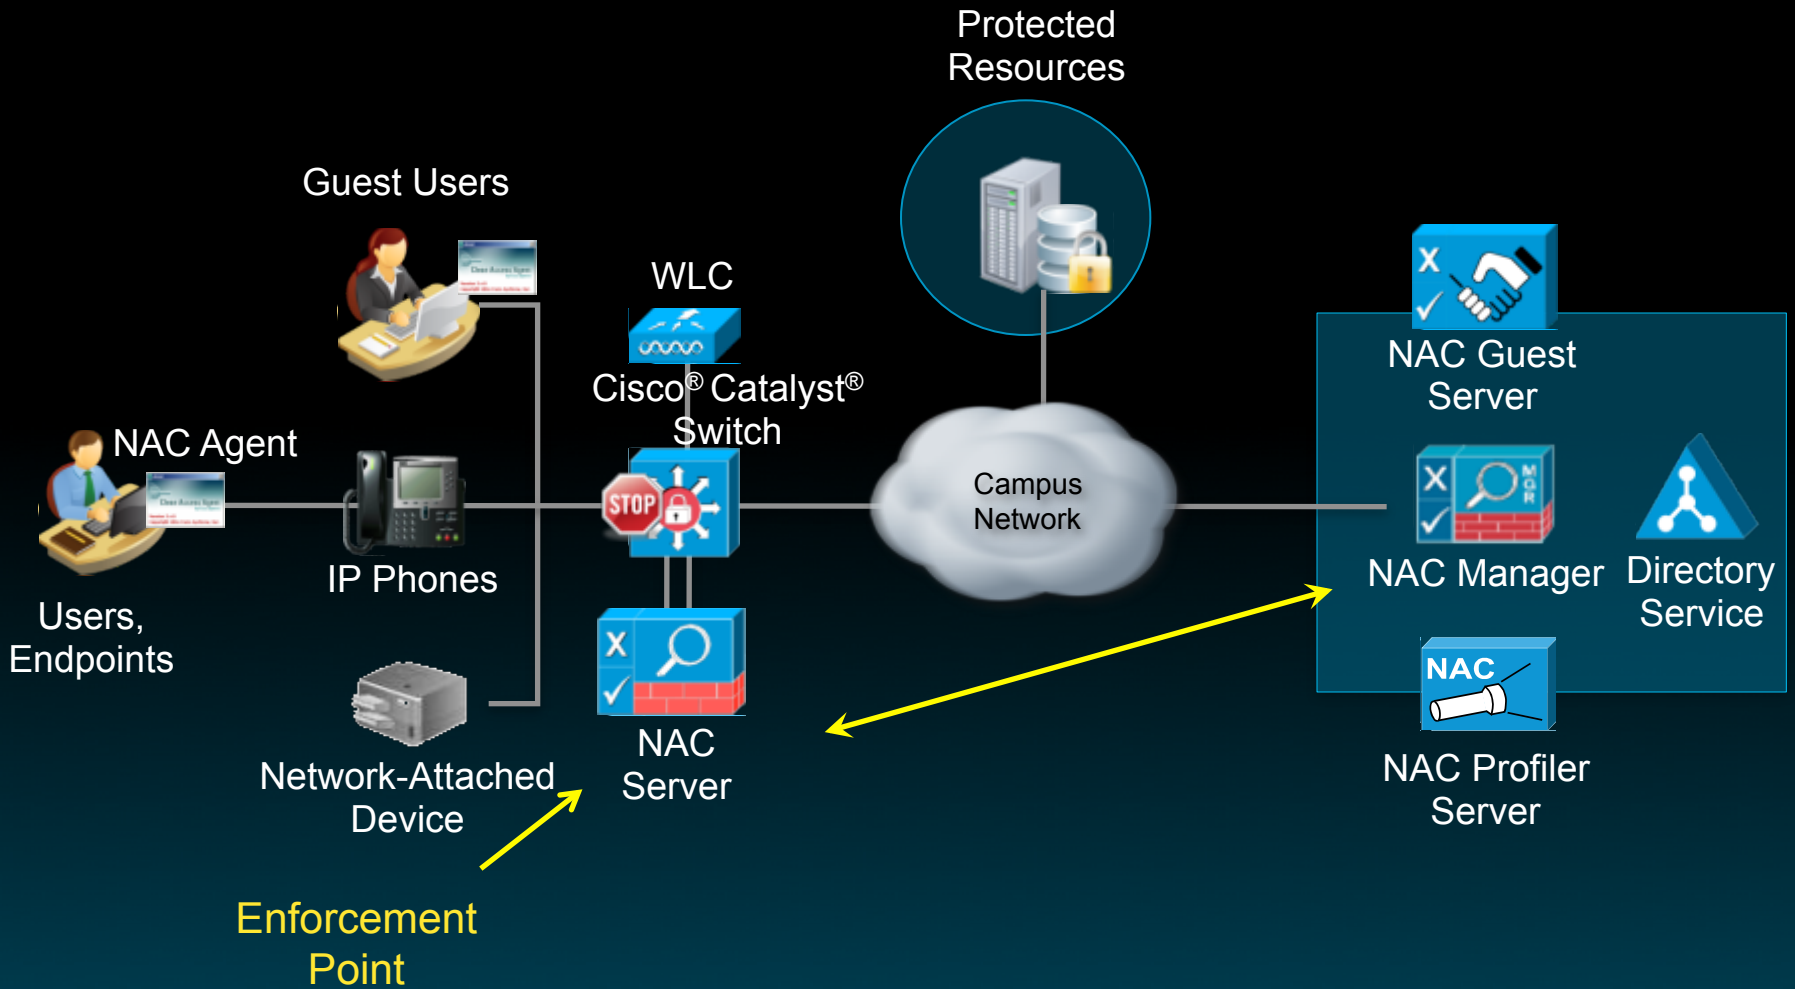 Protected
Resources
Guest Users
WLC
Cisco® Catalyst®
Switch
NAC Agent
STOP
Campus
Network
IP Phones
Users,
Endpoints
X
NAC
Server
Network-Attached
Device
Enforcement
Point
X
NAC Guest
Server
X
MGR
NAC Manager
Directory
Service
NAC
NAC Profiler
Server